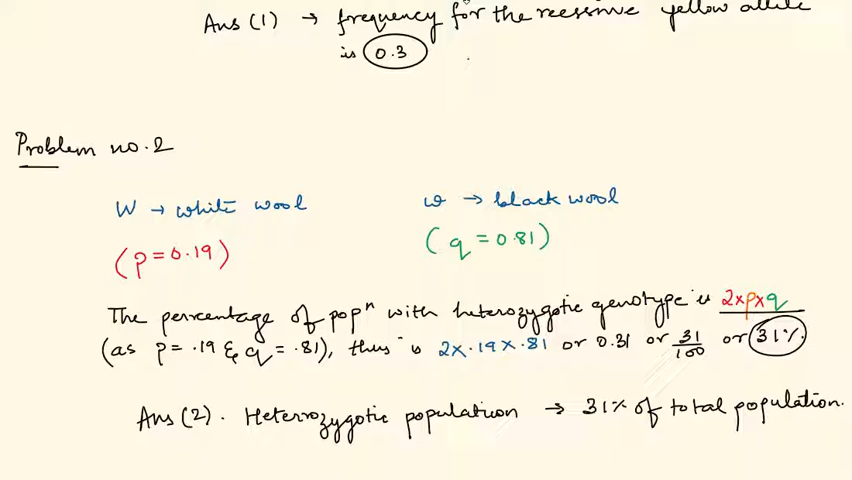 Ans (1) → frequency for the recessive yellow allele
is 0.3
Problem no. 2
W → white wool w → black wool
(p = 0.19) (q = 0.81)
The percentage of popⁿ with heterozygotic genotype is 2×p×q
(as p = .19 & q = .81), thus is 2×.19×.81 or 0.31 or 31/100 or 31%.
Ans (2). Heterozygotic population → 31% of total population.